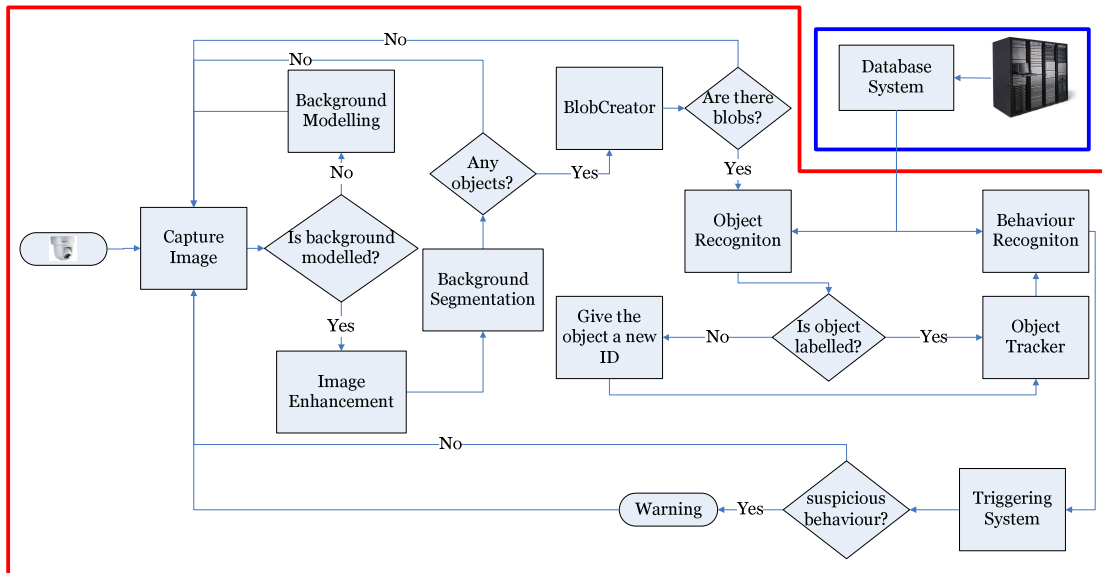 No
No
Background
Modelling
BlobCreator
Are there
blobs?
Database
System
Any
objects?
Yes
No
Yes
Capture
Image
Is background
modelled?
Object
Recogniton
Behaviour
Recogniton
Background
Segmentation
Yes
Give the
object a new
ID
No
Is object
labelled?
Yes
Object
Tracker
Image
Enhancement
No
Warning
Yes
suspicious
behaviour?
Triggering
System